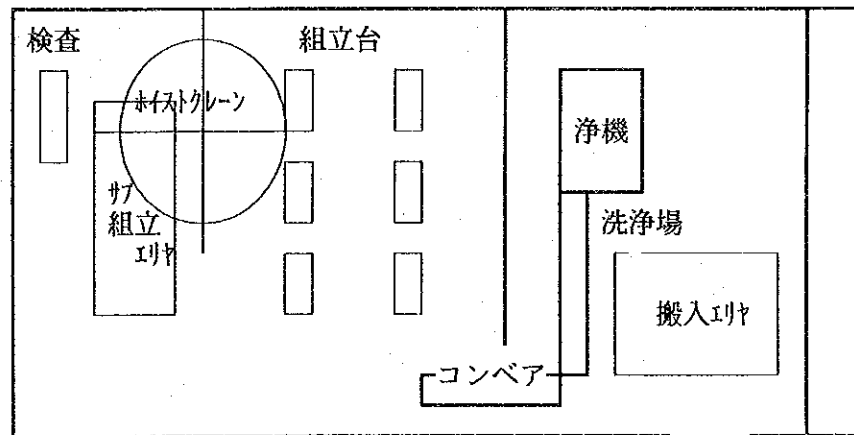 検査
組立台
ﾎｲｽﾄｸﾚｰﾝ
浄機
ｻﾌﾞ
組立
ｴﾘﾔ
洗浄場
搬入ｴﾘﾔ
コンベア